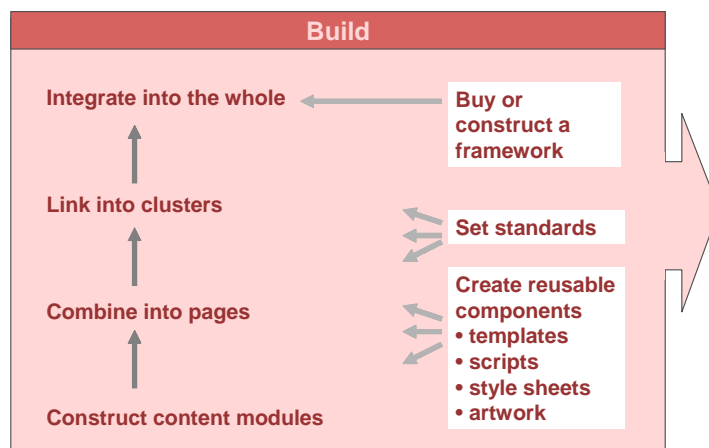 Build
Integrate into the whole
Buy or
construct a
framework
Link into clusters
Set standards
Create reusable
components
• templates
• scripts
• style sheets
• artwork
Combine into pages
Construct content modules